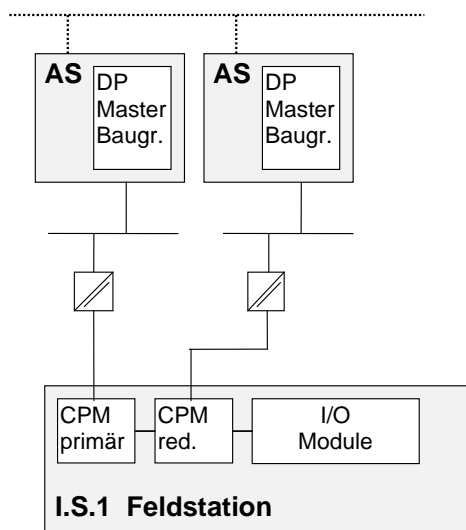 AS
DP
Master
Baugr.
AS
DP
Master
Baugr.
CPM
primär
CPM
red.
I/O
Module
I.S.1 Feldstation